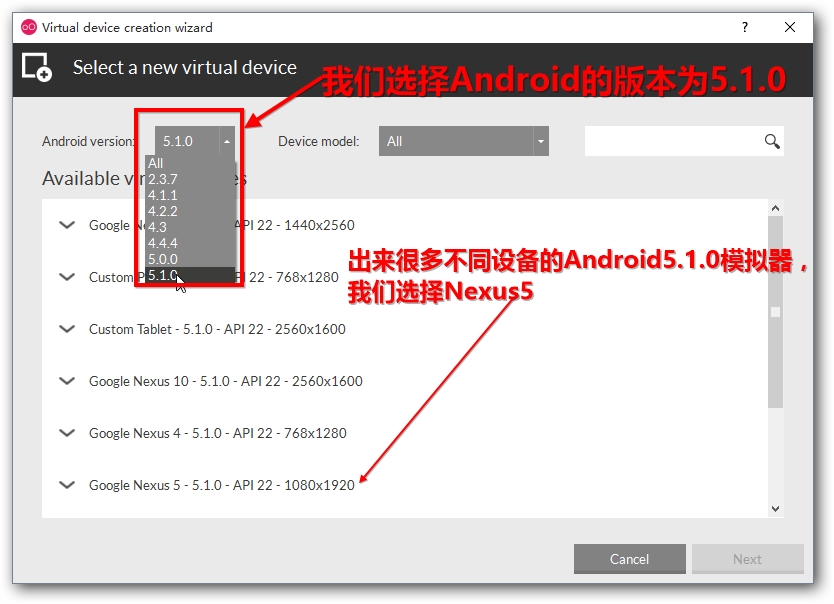 Virtual device creation wizard
Select a new virtual device
我们选择Android的版本为5.1.0
Android version: 5.1.0 Device model: All
All
2.3.7
4.1.1
4.2.2
4.3
4.4.4
5.0.0
5.1.0
Available
Google API 22 - 1440x2560
出来很多不同设备的Android5.1.0模拟器，
我们选择Nexus5
Custom API 22 - 768x1280
Custom Tablet - 5.1.0 - API 22 - 2560x1600
Google Nexus 10 - 5.1.0 - API 22 - 2560x1600
Google Nexus 4 - 5.1.0 - API 22 - 768x1280
Google Nexus 5 - 5.1.0 - API 22 - 1080x1920
Cancel Next